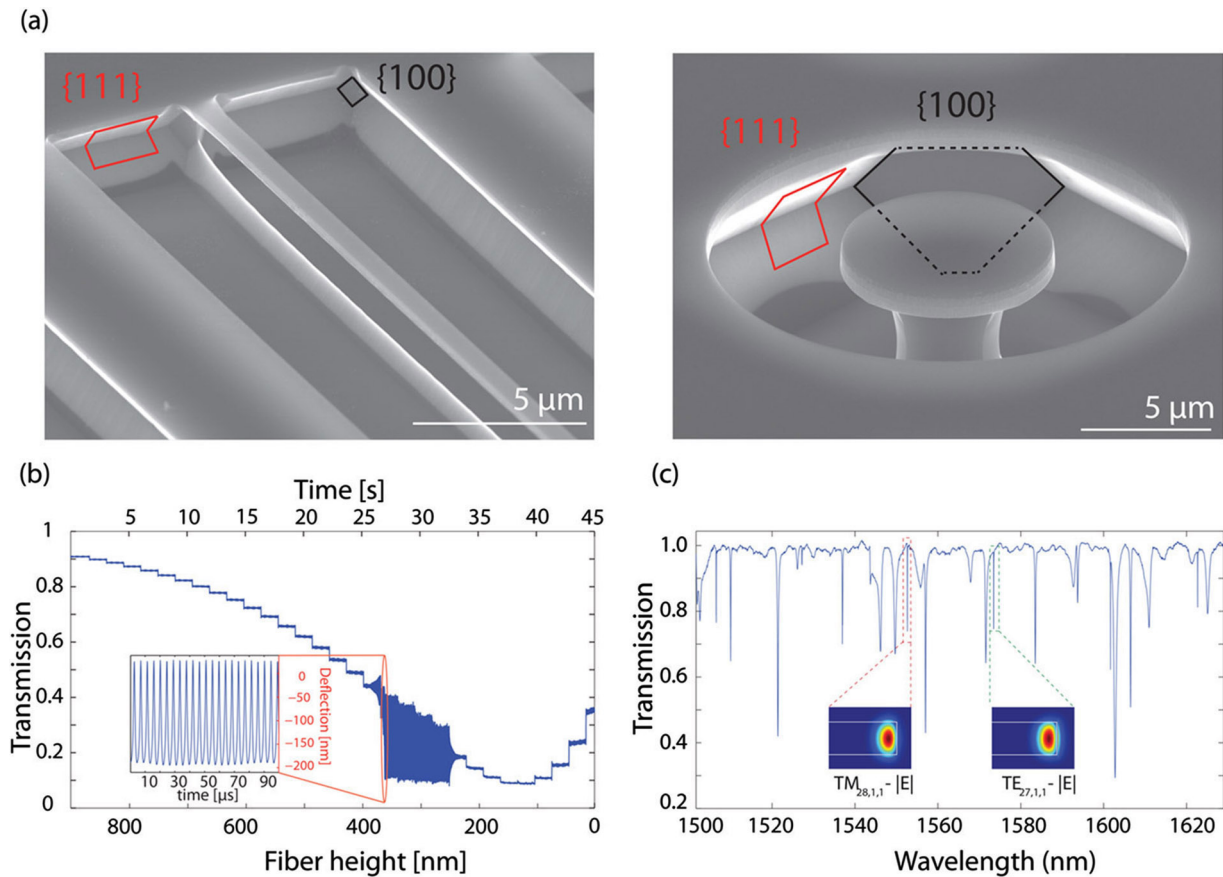 (a)
{111}
{100}
5 µm
{111}
{100}
5 µm
(b)
Time [s]
5 10 15 20 25 30 35 40 45
Transmission
1
0.8
0.6
0.4
0.2
0
Deflection [nm]
0
−50
−100
−150
−200
10 30 50 70 90
time [µs]
800 600 400 200 0
Fiber height [nm]
(c)
Transmission
1.0
0.8
0.6
0.4
0.2
TM28,1,1 - |E|
TE27,1,1 - |E|
1500 1520 1540 1560 1580 1600 1620
Wavelength (nm)